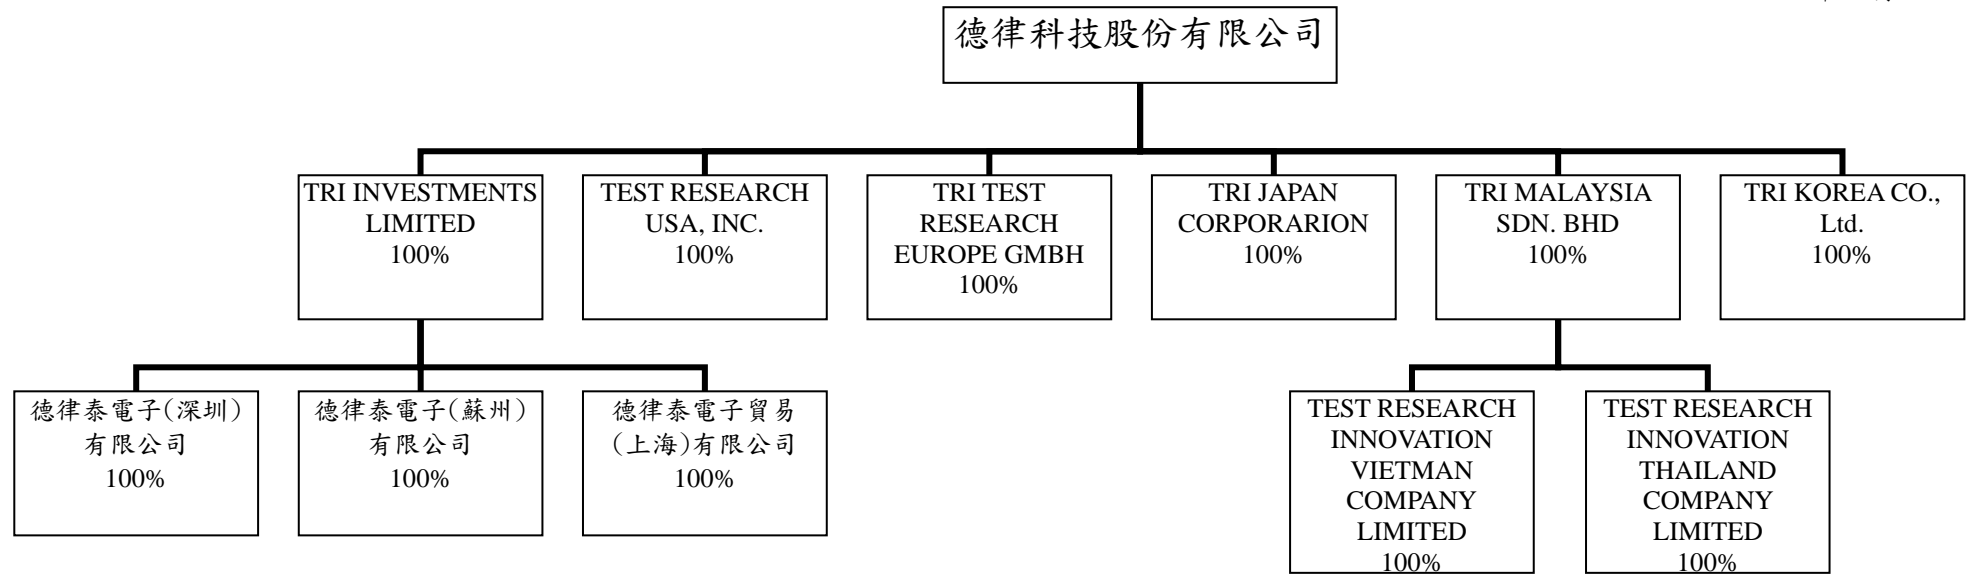 德律科技股份有限公司
TRI INVESTMENTS
LIMITED
100%
TEST RESEARCH
USA, INC.
100%
TRI TEST
RESEARCH
EUROPE GMBH
100%
TRI JAPAN
CORPORARION
100%
TRI MALAYSIA
SDN. BHD
100%
TRI KOREA CO.,
Ltd.
100%
德律泰電子(深圳)
有限公司
100%
德律泰電子(蘇州)
有限公司
100%
德律泰電子貿易
(上海)有限公司
100%
TEST RESEARCH
INNOVATION
VIETMAN
COMPANY
LIMITED
100%
TEST RESEARCH
INNOVATION
THAILAND
COMPANY
LIMITED
100%